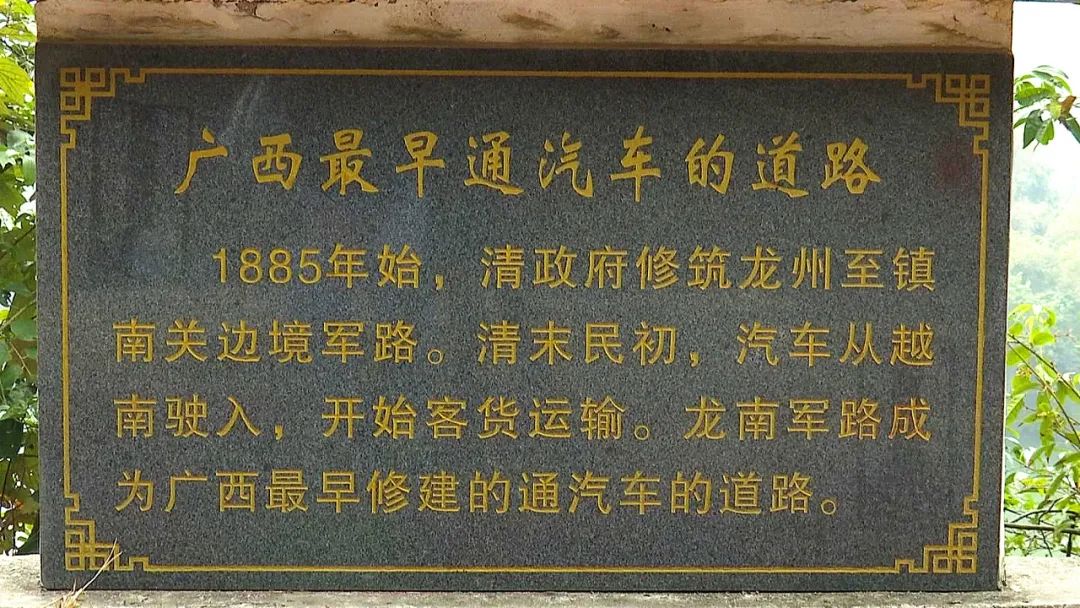 广西最早通汽车的道路
1885年始，清政府修筑龙州至镇
南关边境军路。清末民初，汽车从越
南驶入，开始客货运输。龙南军路成
为广西最早修建的通汽车的道路。